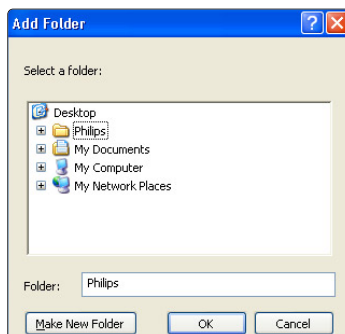 Add Folder
Select a folder:
Desktop
Philips
My Documents
My Computer
My Network Places
Folder: Philips
Make New Folder OK Cancel